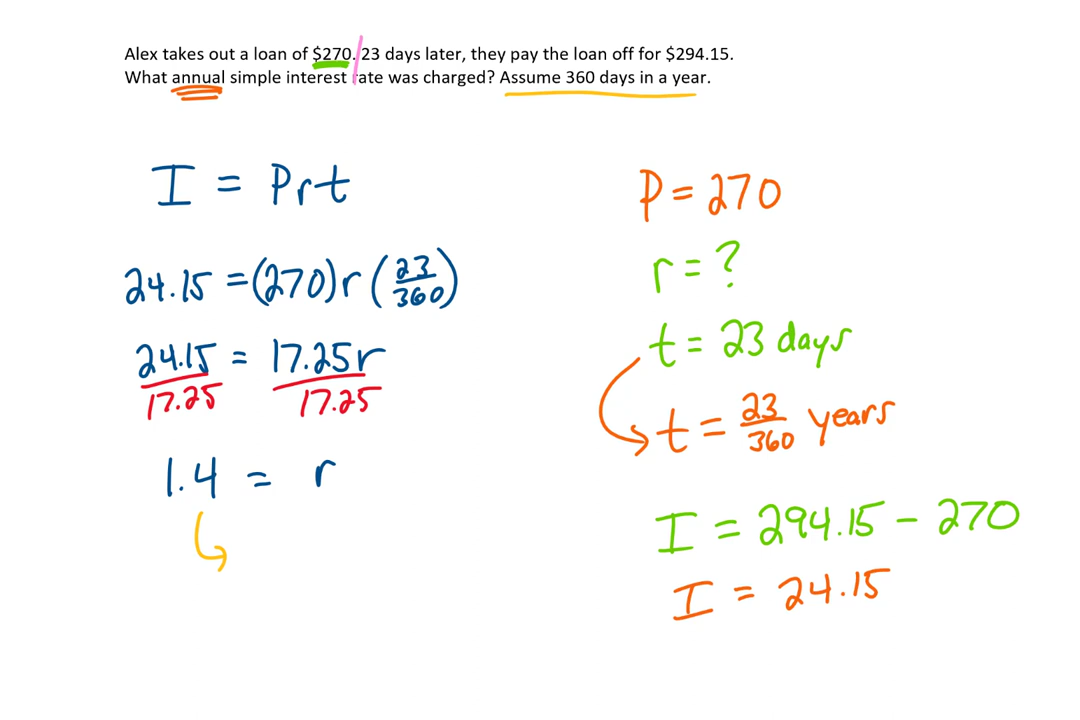 Alex takes out a loan of $270. 23 days later, they pay the loan off for $294.15.
What annual simple interest rate was charged? Assume 360 days in a year.
I = Prt
24.15 = (270)r(23/360)
24.15/17.25 = 17.25r/17.25
1.4 = r
P = 270
r = ?
t = 23 days
t = 23/360 years
I = 294.15 - 270
I = 24.15